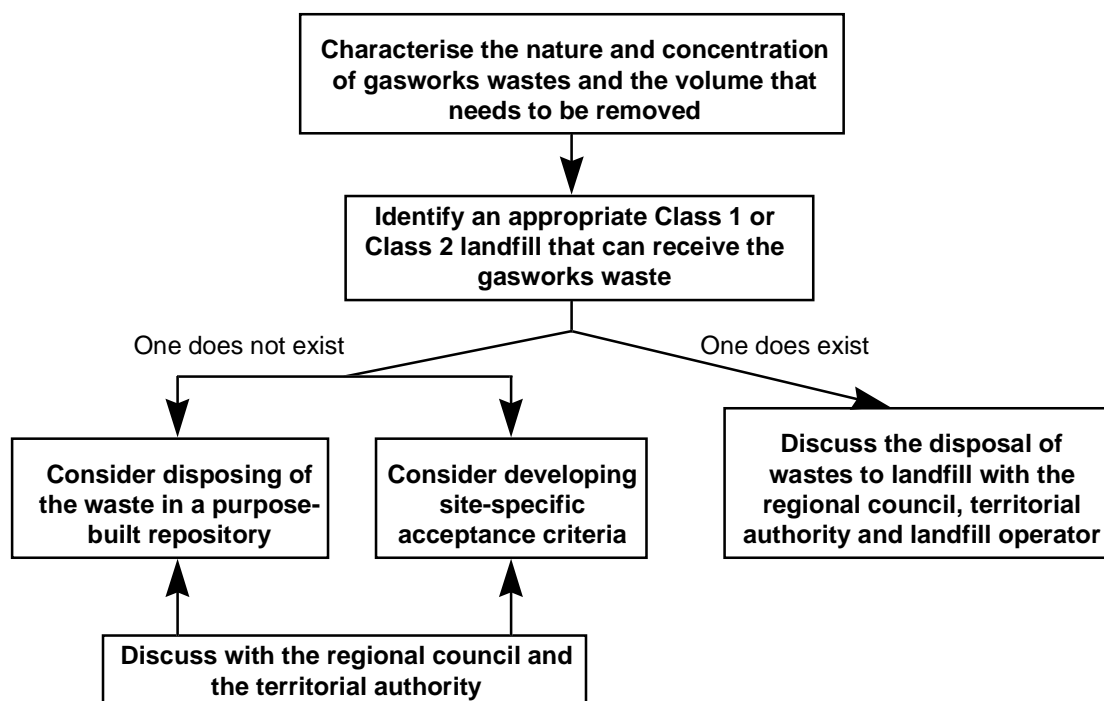 Characterise the nature and concentration
of gasworks wastes and the volume that
needs to be removed
Identify an appropriate Class 1 or
Class 2 landfill that can receive the
gasworks waste
One does not exist
One does exist
Consider disposing of
the waste in a purpose-
built repository
Consider developing
site-specific
acceptance criteria
Discuss the disposal of
wastes to landfill with the
regional council, territorial
authority and landfill operator
Discuss with the regional council and
the territorial authority